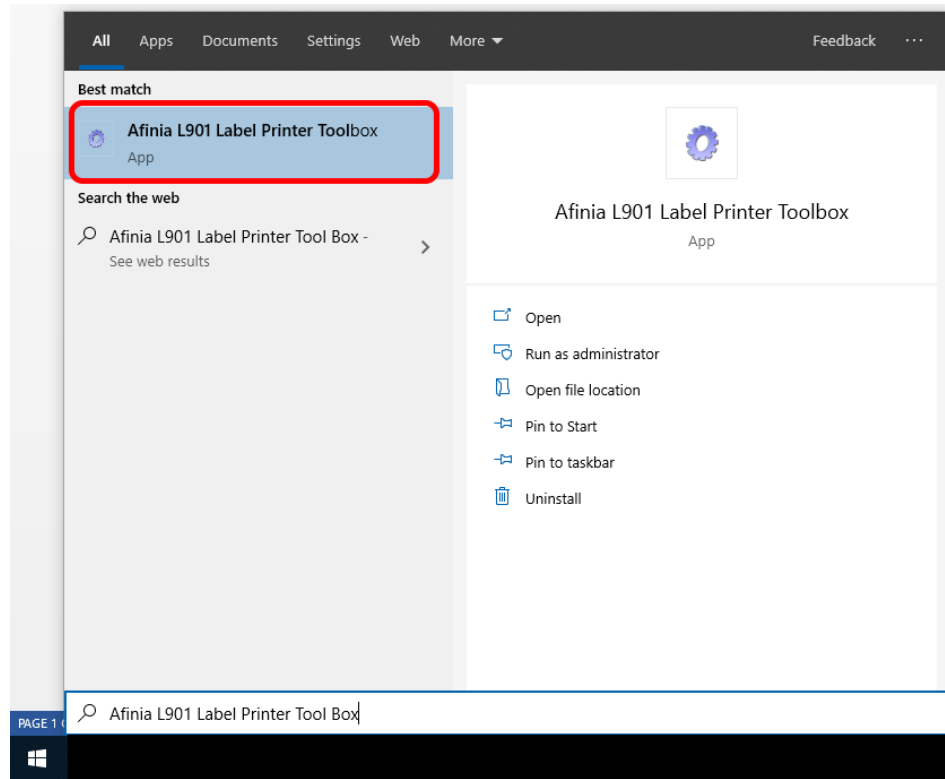 All Apps Documents Settings Web More Feedback ...
Best match
Afinia L901 Label Printer Toolbox
App
Search the web
Afinia L901 Label Printer Tool Box -
See web results
Afinia L901 Label Printer Toolbox
App
Open
Run as administrator
Open file location
Pin to Start
Pin to taskbar
Uninstall
Afinia L901 Label Printer Tool Box
PAGE 1